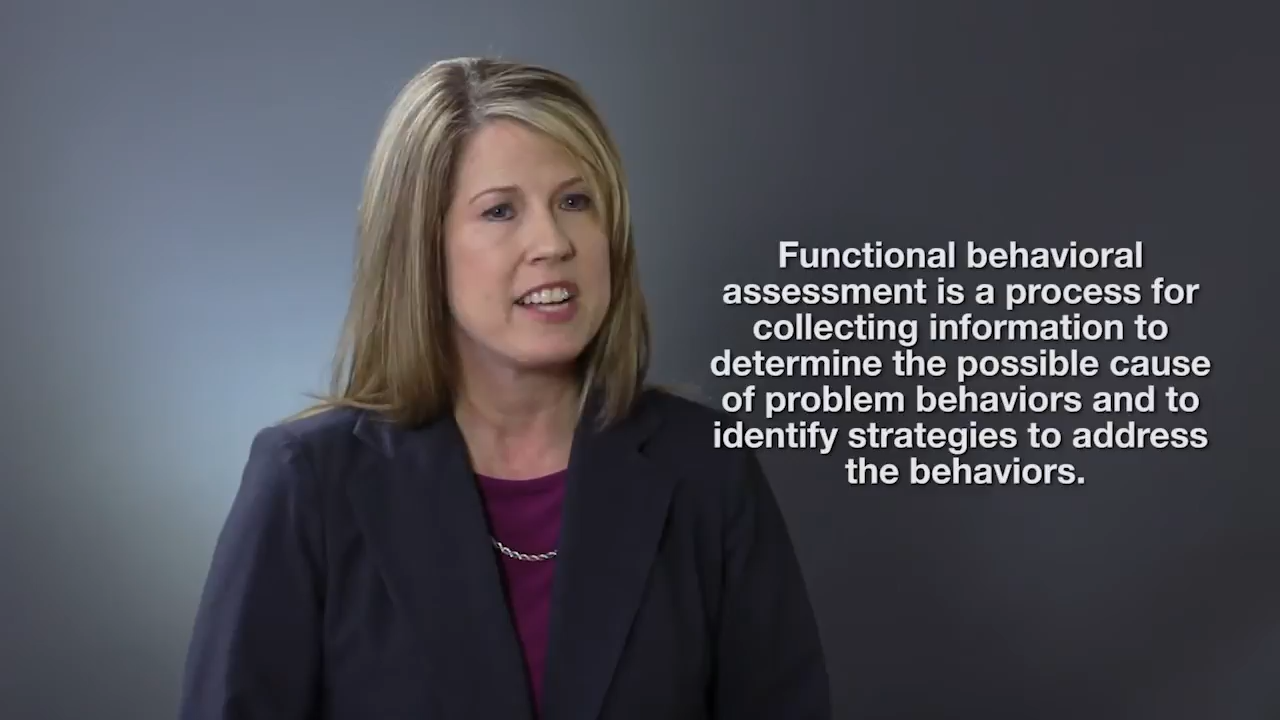 Functional behavioral
assessment is a process for
collecting information to
determine the possible cause
of problem behaviors and to
identify strategies to address
the behaviors.